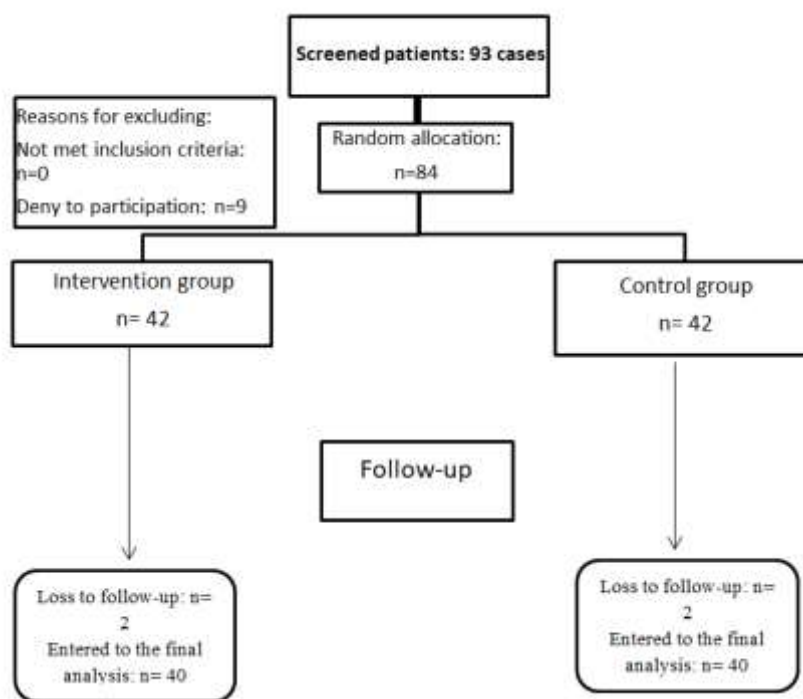 Screened patients: 93 cases
Reasons for excluding:
Not met inclusion criteria:
n=0
Deny to participation: n=9
Random allocation:
n=84
Intervention group
n= 42
Control group
n= 42
Follow-up
Loss to follow-up: n=
2
Entered to the final
analysis: n= 40
Loss to follow-up: n=
2
Entered to the final
analysis: n= 40